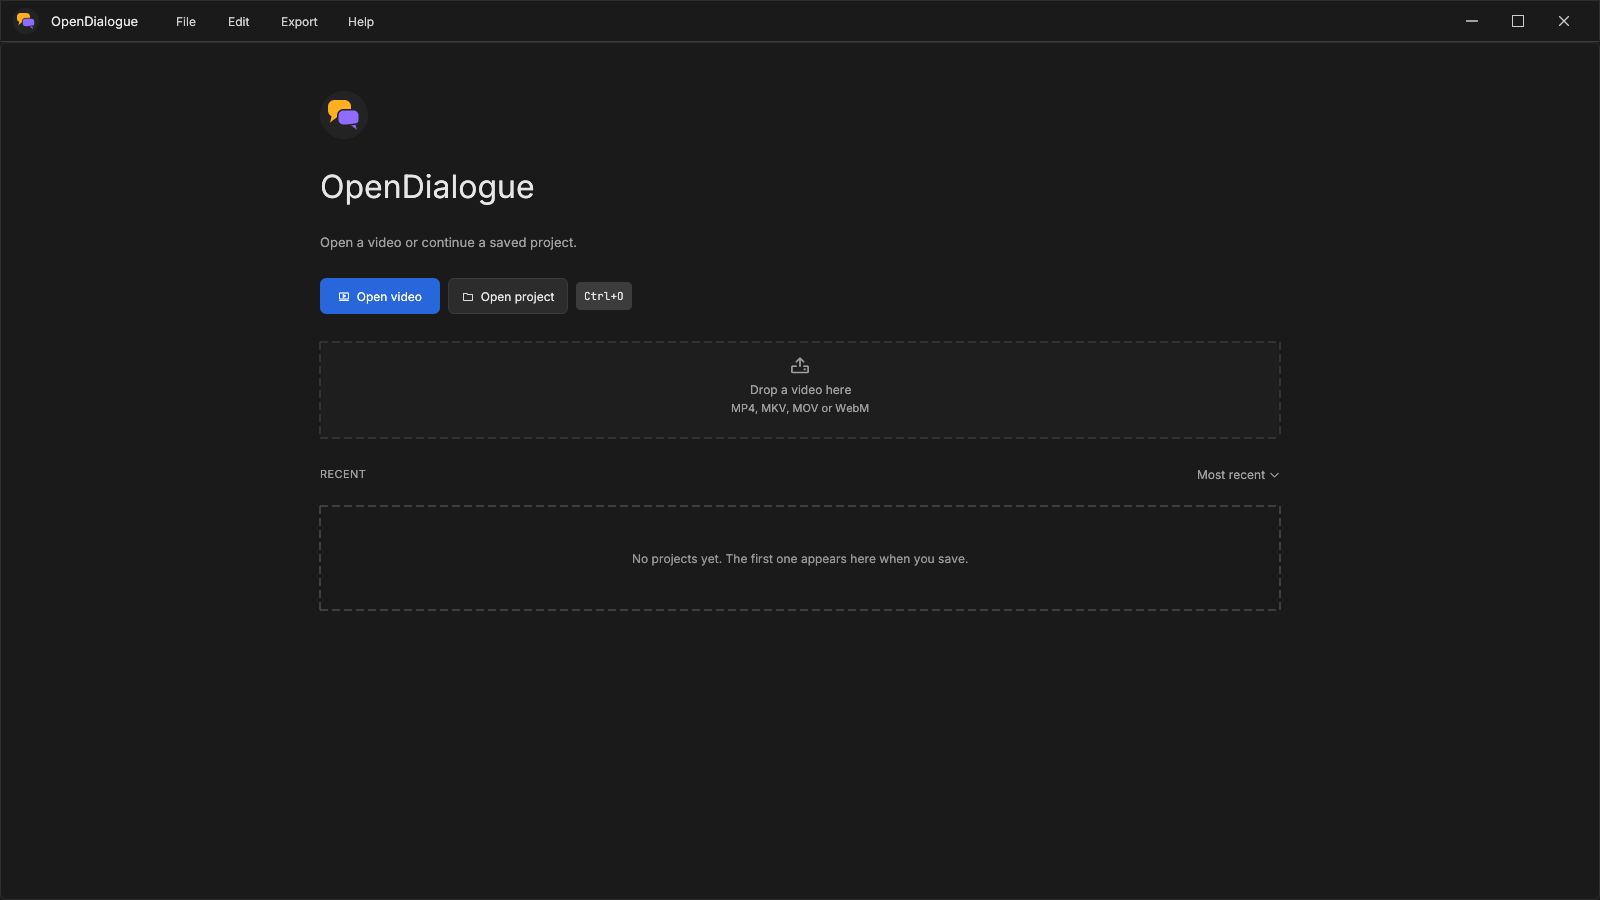 OpenDialogue File Edit Export Help
OpenDialogue
Open a video or continue a saved project.
Open video Open project Ctrl+O
Drop a video here
MP4, MKV, MOV or WebM
RECENT Most recent
No projects yet. The first one appears here when you save.